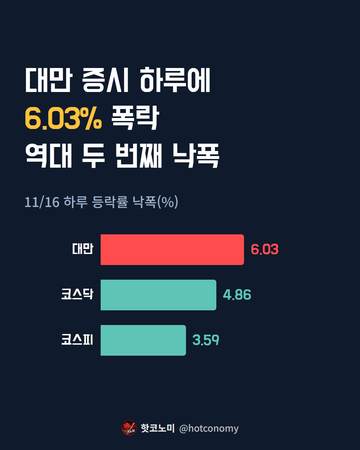 대만 증시 하루에
6.03% 폭락
역대 두 번째 낙폭
11/16 하루 등락률 낙폭(%)
대만 6.03
코스닥 4.86
코스피 3.59
핫코노미 @hotconomy